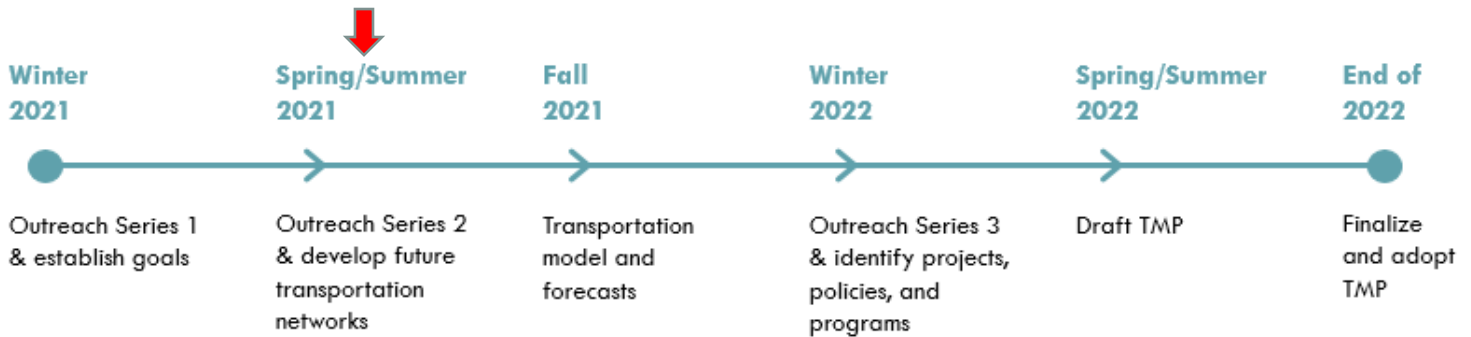 Winter
2021
Spring/Summer
2021
Fall
2021
Winter
2022
Spring/Summer
2022
End of
2022
Outreach Series 1
& establish goals
Outreach Series 2
& develop future
transportation
networks
Transportation
model and
forecasts
Outreach Series 3
& identify projects,
policies, and
programs
Draft TMP
Finalize
and adopt
TMP